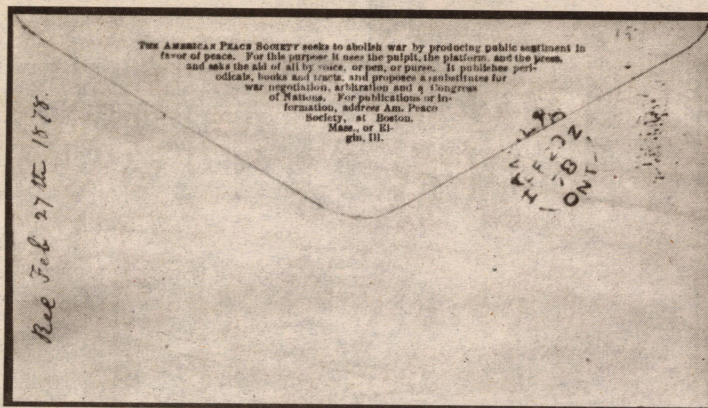 THE AMERICAN PEACE SOCIETY seeks to abolish war by producing public sentiment in
favor of peace. For this purpose it uses the pulpit, the platform, and the press,
and asks the aid of all by voice, or pen, or purse. It publishes peri-
odicals, books and tracts, and proposes as substitutes for
war negotiation, arbitration and a Congress
of Nations. For publications or in-
formation, address Am. Peace
Society, at Boston,
Mass., or El-
gin, Ill.
Rec Feb 27th 1878.
ONT